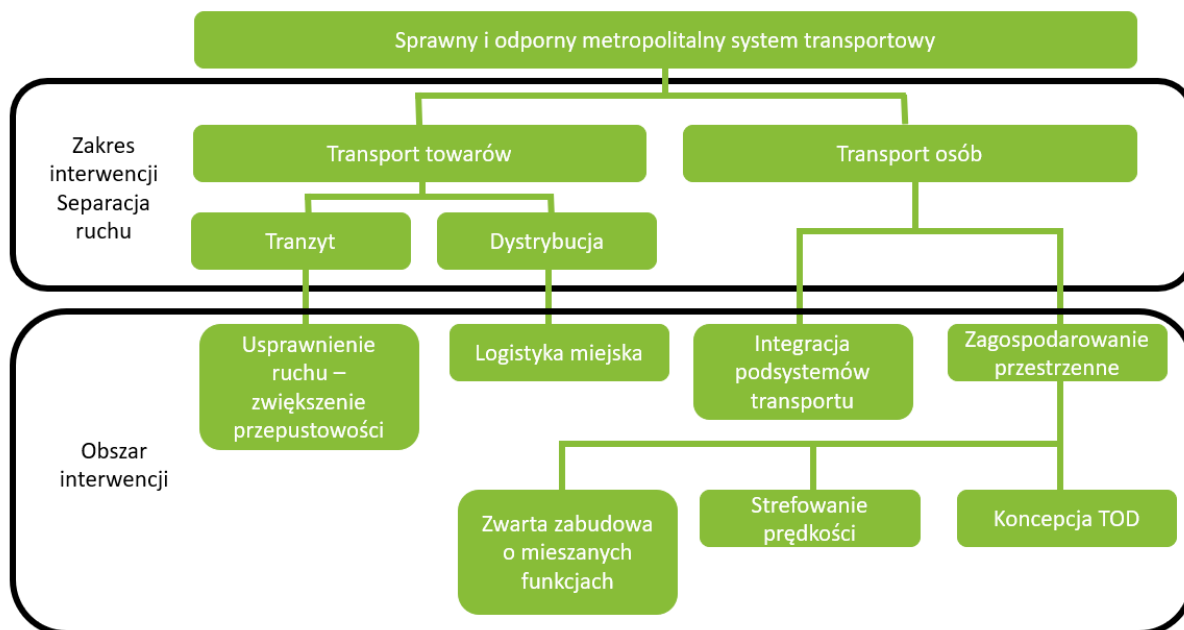 Sprawny i odporny metropolitalny system transportowy
Zakres
interwencji
Separacja
ruchu
Transport towarów
Transport osób
Tranzyt
Dystrybucja
Obszar
interwencji
Usprawnienie
ruchu –
zwiększenie
przepustowości
Logistyka miejska
Integracja
podsystemów
transportu
Zagospodarowanie
przestrzenne
Zwarta zabudowa
o mieszanych
funkcjach
Strefowanie
prędkości
Koncepcja TOD